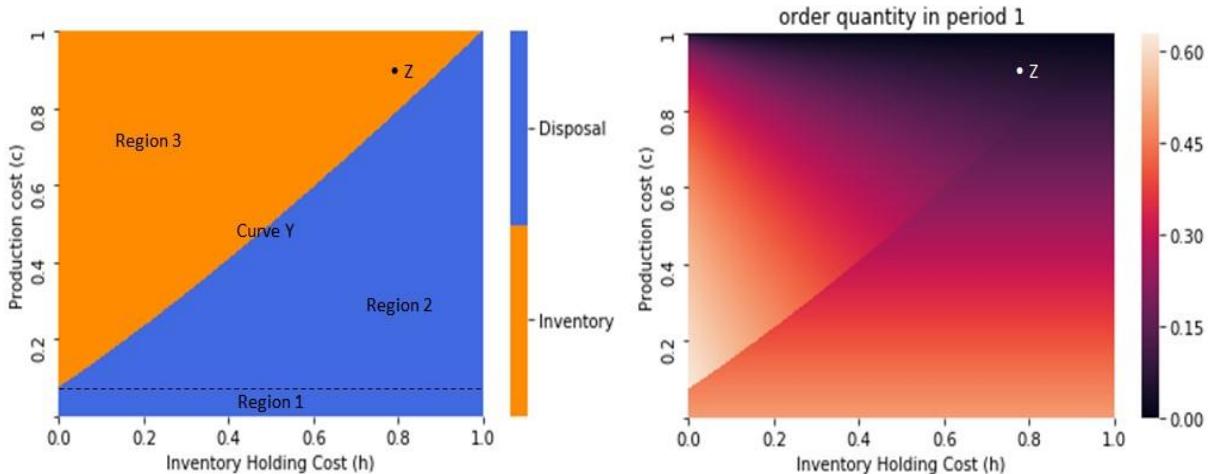 Production cost (c)
1
0.8
0.6
0.4
0.2
Region 3
Z
Curve Y
Region 2
Region 1
0.0 0.2 0.4 0.6 0.8 1.0
Inventory Holding Cost (h)
Disposal
Inventory
order quantity in period 1
Production cost (c)
1
0.8
0.6
0.4
0.2
Z
0.0 0.2 0.4 0.6 0.8 1.0
Inventory Holding Cost (h)
0.60
0.45
0.30
0.15
0.00